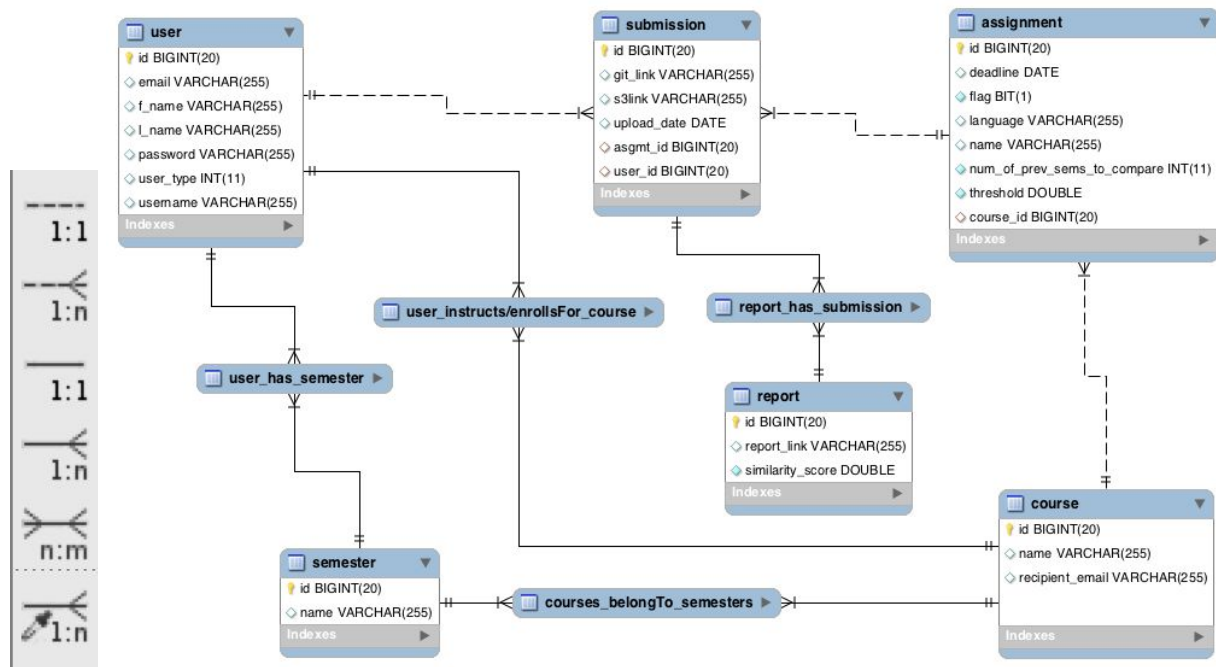 1:1
1:n
1:1
1:n
n:m
1:n
user
id BIGINT(20)
email VARCHAR(255)
f_name VARCHAR(255)
l_name VARCHAR(255)
password VARCHAR(255)
user_type INT(11)
username VARCHAR(255)
Indexes
submission
id BIGINT(20)
git_link VARCHAR(255)
s3link VARCHAR(255)
upload_date DATE
asgmt_id BIGINT(20)
user_id BIGINT(20)
Indexes
assignment
id BIGINT(20)
deadline DATE
flag BIT(1)
language VARCHAR(255)
name VARCHAR(255)
num_of_prev_sems_to_compare INT(11)
threshold DOUBLE
course_id BIGINT(20)
Indexes
user_instructs/enrollsFor_course
report_has_submission
user_has_semester
report
id BIGINT(20)
report_link VARCHAR(255)
similarity_score DOUBLE
Indexes
course
id BIGINT(20)
name VARCHAR(255)
recipient_email VARCHAR(255)
Indexes
semester
id BIGINT(20)
name VARCHAR(255)
Indexes
courses_belongTo_semesters